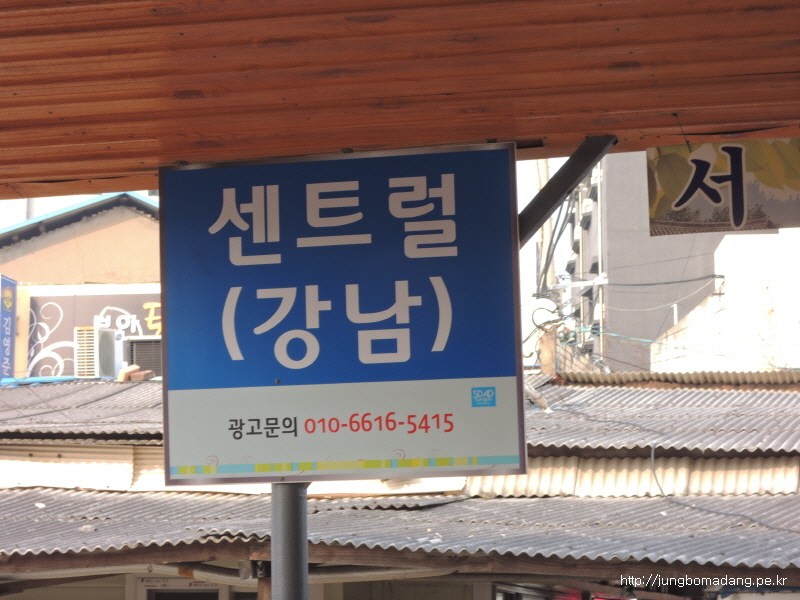 센트럴
(강남)
광고문의 010-6616-5415
서
http://jungbomadang.pe.kr